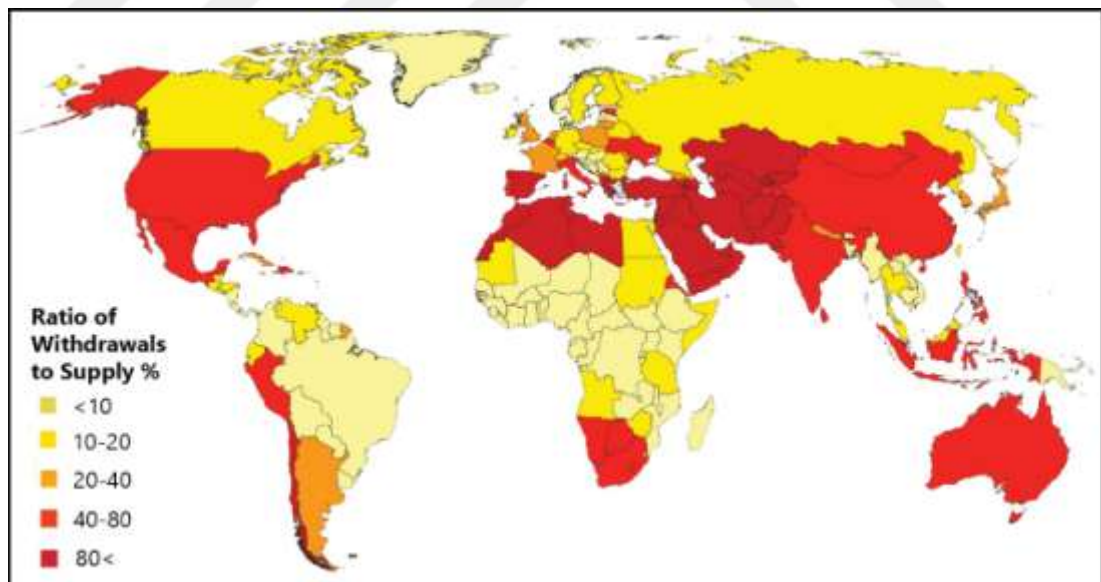 Ratio of
Withdrawals
to Supply %
<10
10-20
20-40
40-80
80<